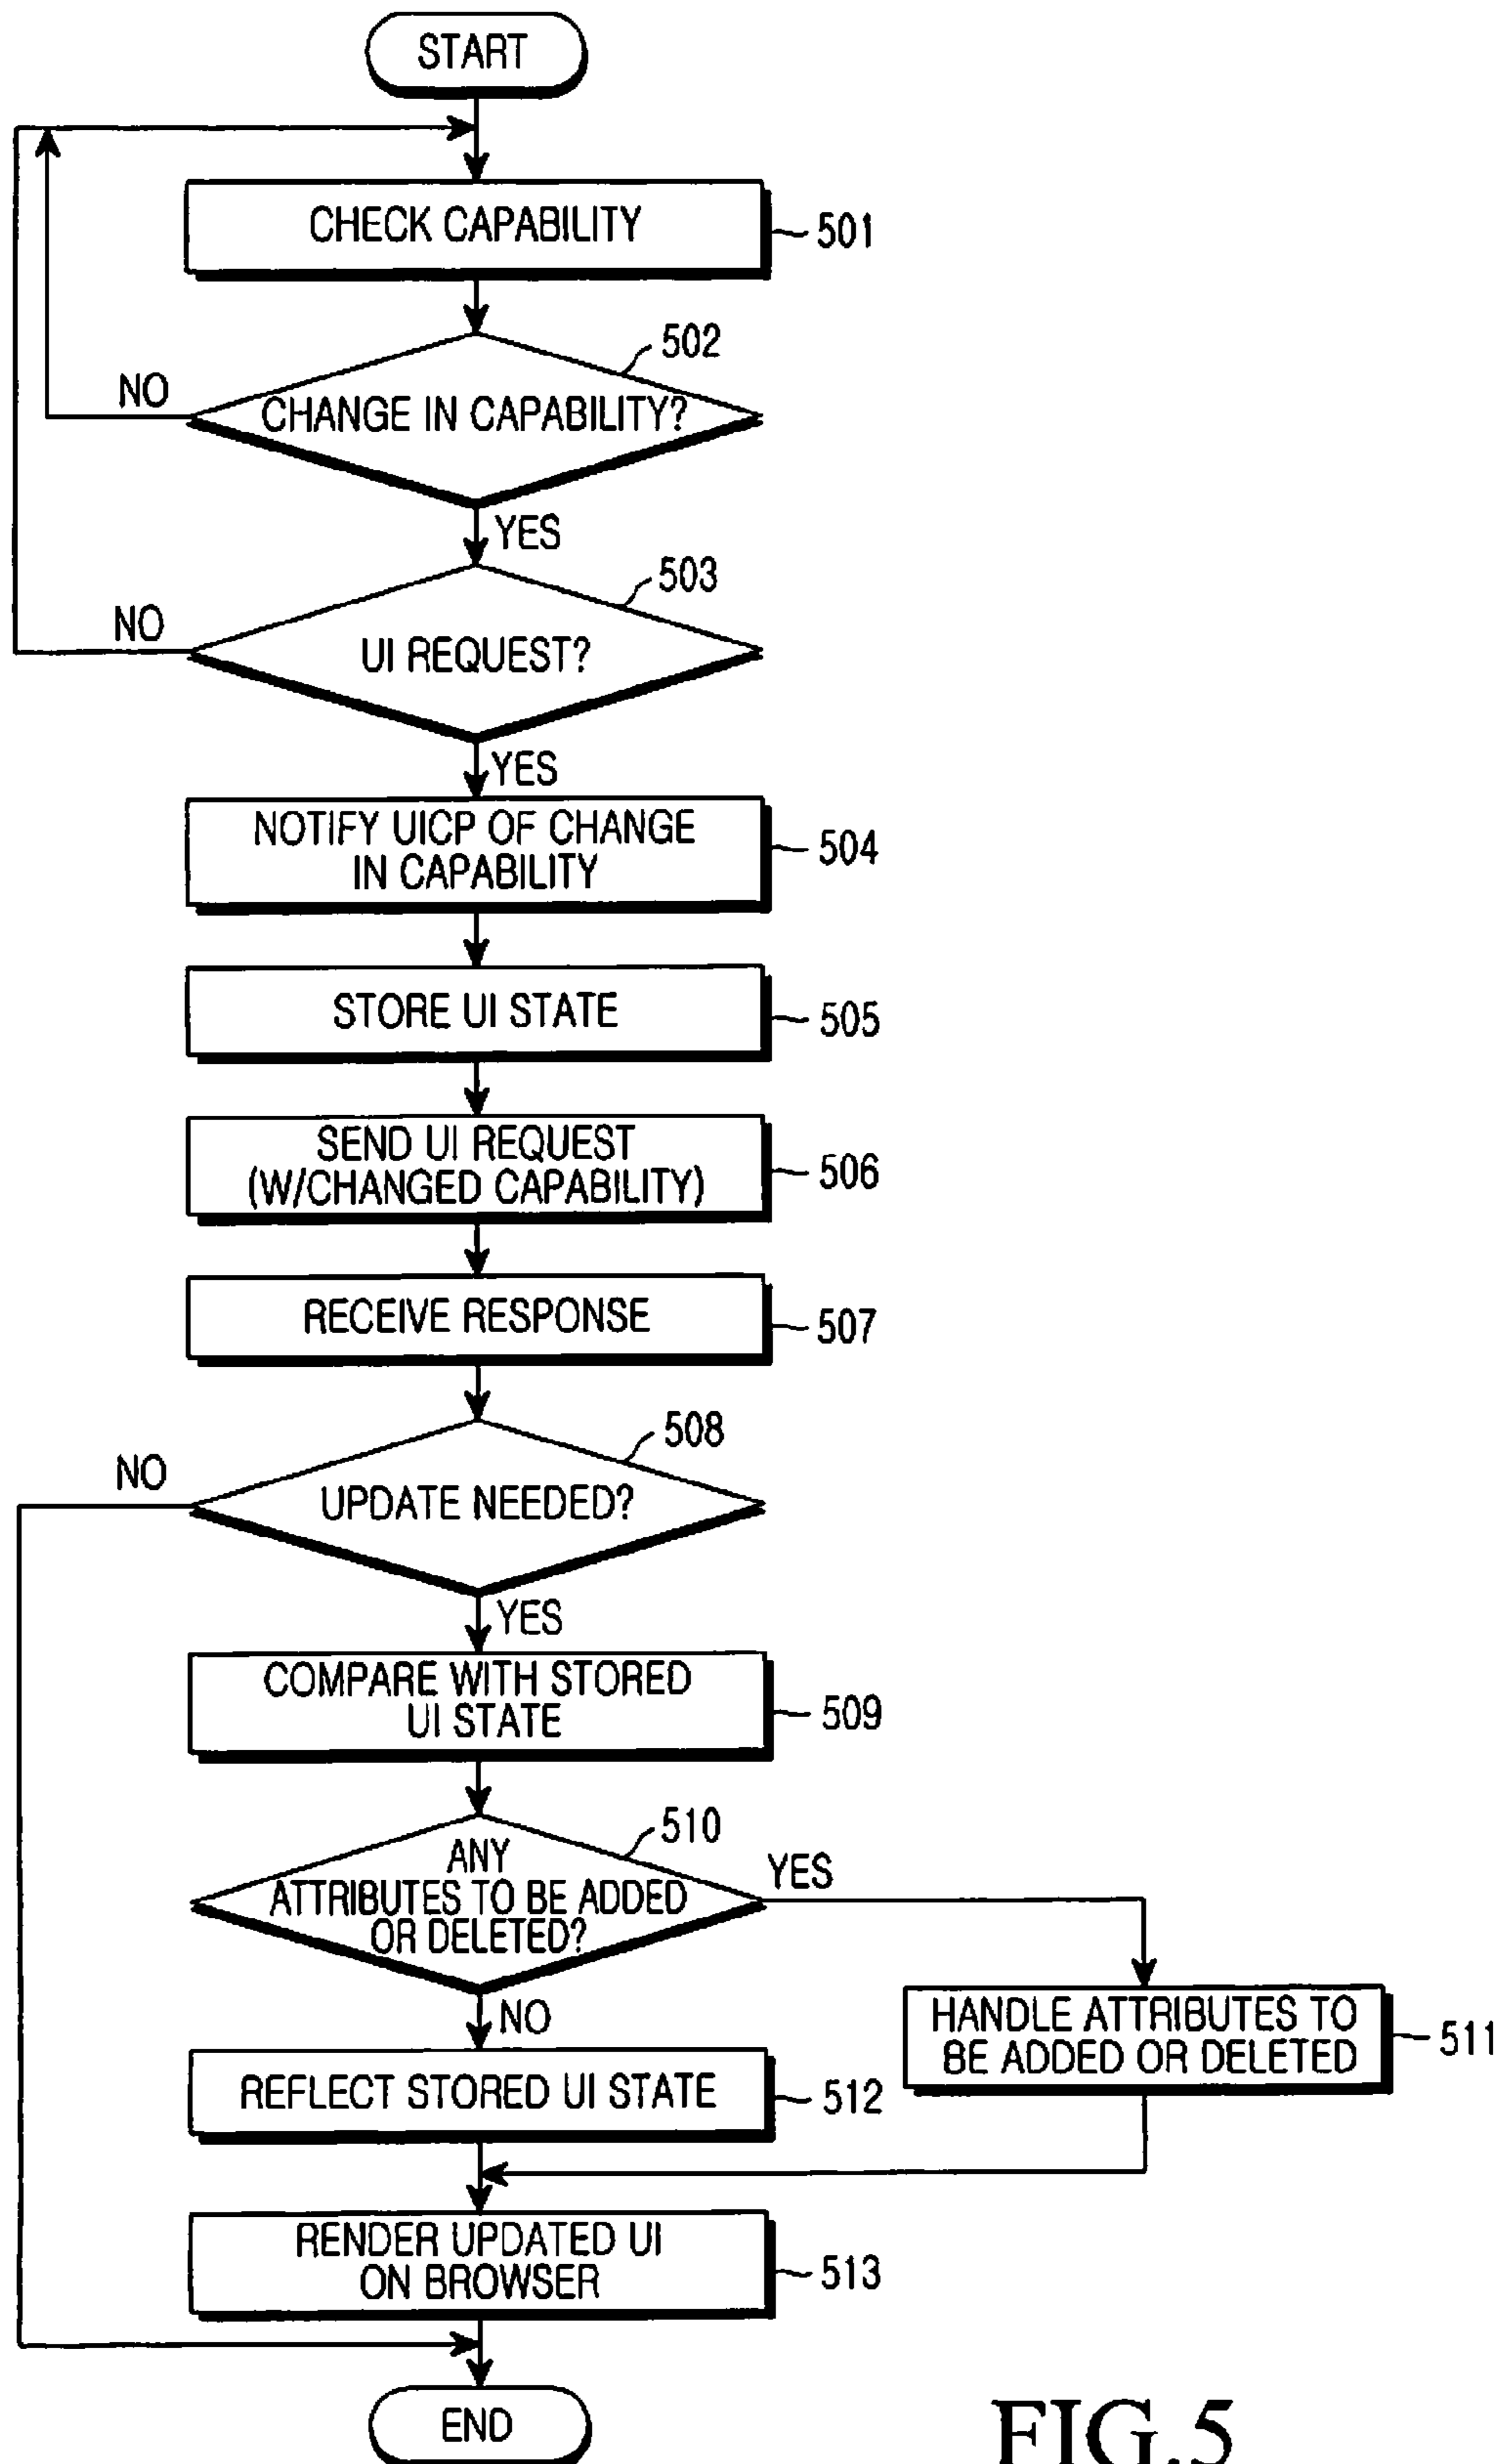 START
CHECK CAPABILITY
501
502
NO
CHANGE IN CAPABILITY?
YES
503
NO
UI REQUEST?
YES
NOTIFY UICP OF CHANGE
IN CAPABILITY
504
STORE UI STATE
505
SEND UI REQUEST
(W/CHANGED CAPABILITY)
506
RECEIVE RESPONSE
507
508
NO
UPDATE NEEDED?
YES
COMPARE WITH STORED
UI STATE
509
510
ANY
ATTRIBUTES TO BE ADDED
OR DELETED?
YES
NO
HANDLE ATTRIBUTES TO
BE ADDED OR DELETED
511
REFLECT STORED UI STATE
512
RENDER UPDATED UI
ON BROWSER
513
END
FIG.5